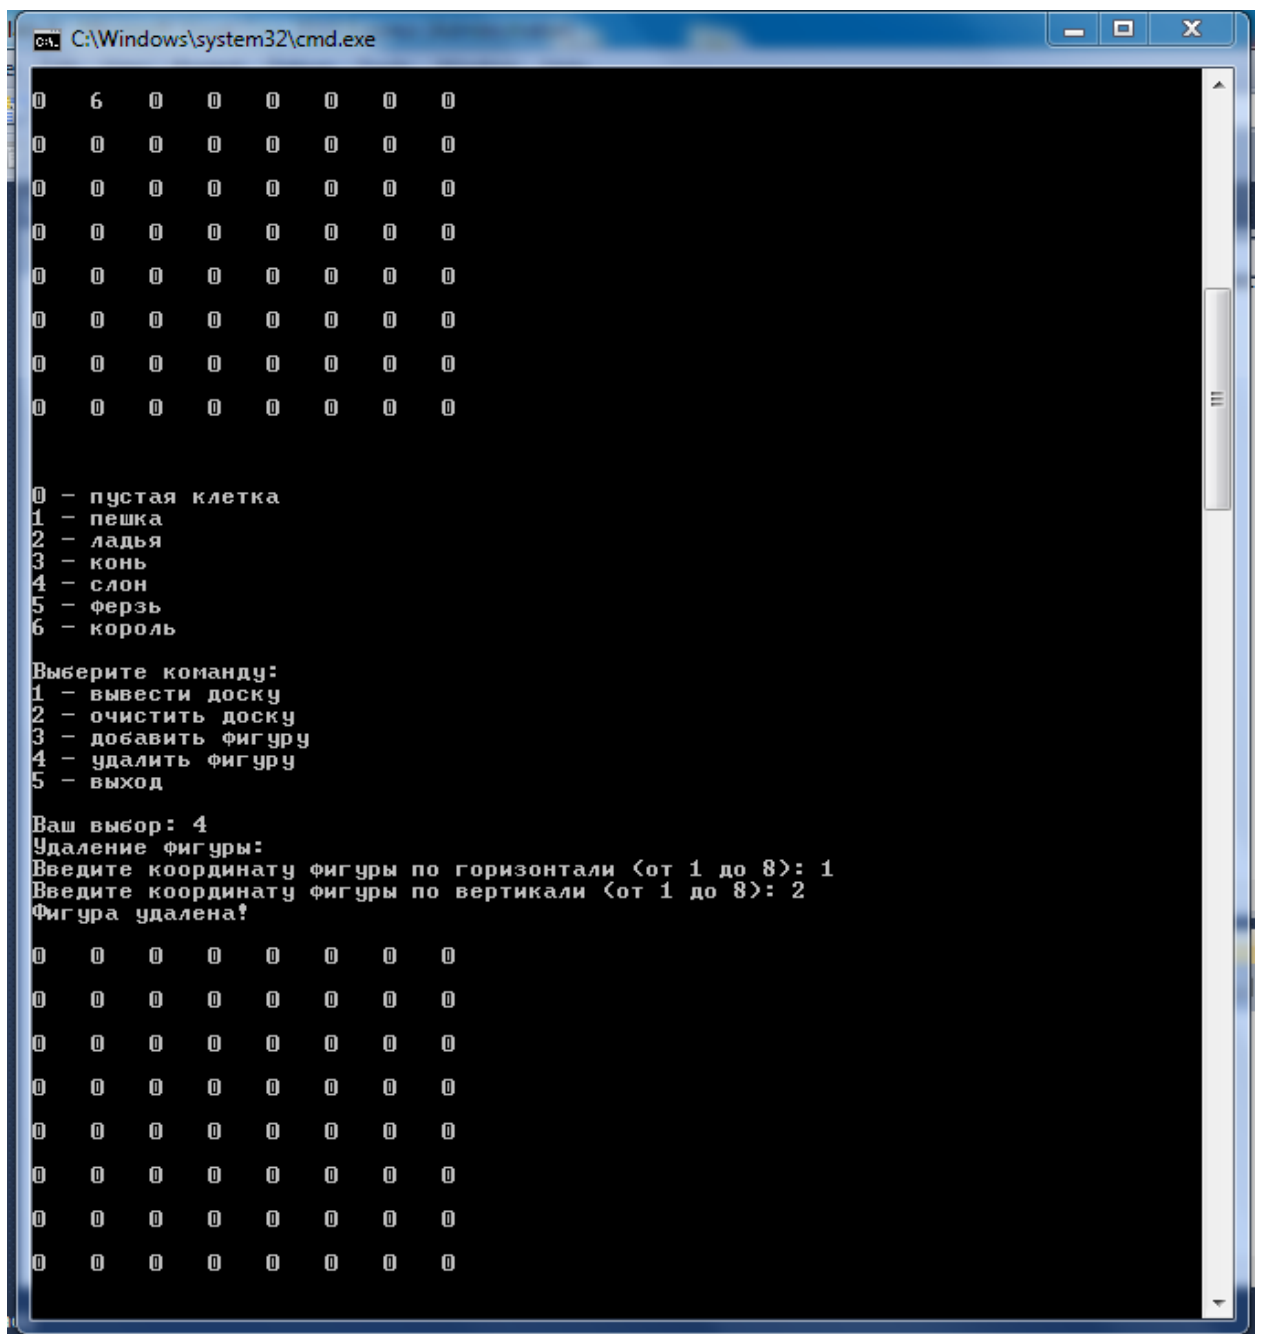 C:\Windows\system32\cmd.exe
0 6 0 0 0 0 0 0
0 0 0 0 0 0 0 0
0 0 0 0 0 0 0 0
0 0 0 0 0 0 0 0
0 0 0 0 0 0 0 0
0 0 0 0 0 0 0 0
0 0 0 0 0 0 0 0
0 0 0 0 0 0 0 0
0 - пустая клетка
1 - пешка
2 - ладья
3 - конь
4 - слон
5 - ферзь
6 - король
Выберите команду:
1 - вывести доску
2 - очистить доску
3 - добавить фигуру
4 - удалить фигуру
5 - выход
Ваш выбор: 4
Удаление фигуры:
Введите координату фигуры по горизонтали (от 1 до 8): 1
Введите координату фигуры по вертикали (от 1 до 8): 2
Фигура удалена!
0 0 0 0 0 0 0 0
0 0 0 0 0 0 0 0
0 0 0 0 0 0 0 0
0 0 0 0 0 0 0 0
0 0 0 0 0 0 0 0
0 0 0 0 0 0 0 0
0 0 0 0 0 0 0 0
0 0 0 0 0 0 0 0